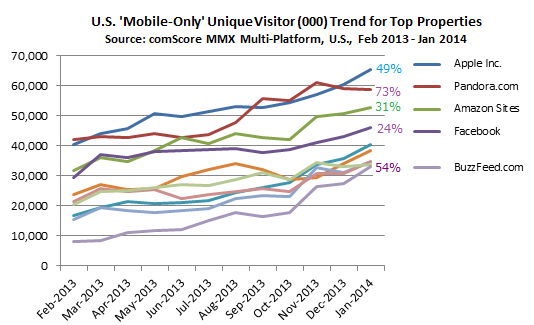 U.S. 'Mobile-Only' Unique Visitor (000) Trend for Top Properties
Source: comScore MMX Multi-Platform, U.S., Feb 2013 - Jan 2014
70,000
60,000
50,000
40,000
30,000
20,000
10,000
0
49%
73%
31%
24%
54%
Apple Inc.
Pandora.com
Amazon Sites
Facebook
BuzzFeed.com
Feb-2013
Mar-2013
Apr-2013
May-2013
Jun-2013
Jul-2013
Aug-2013
Sep-2013
Oct-2013
Nov-2013
Dec-2013
Jan-2014